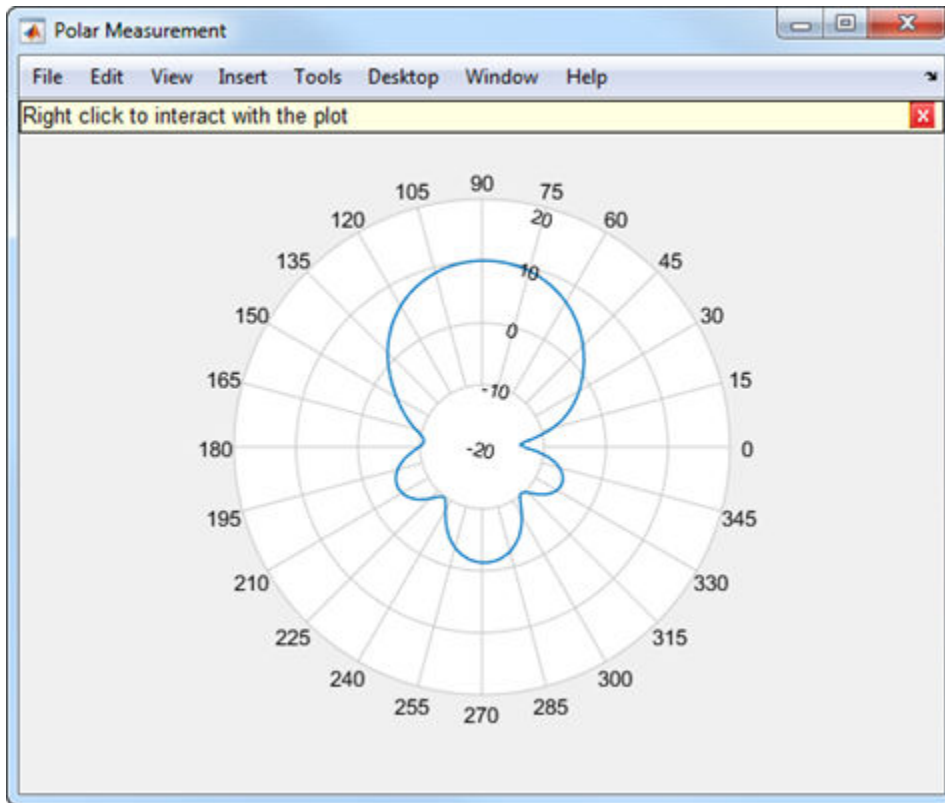 Polar Measurement
File Edit View Insert Tools Desktop Window Help
Right click to interact with the plot
90
105 75
120 20 60
135 10 45
150 0 30
165 -10 15
180 -20 0
195 345
210 330
225 315
240 300
255 285
270